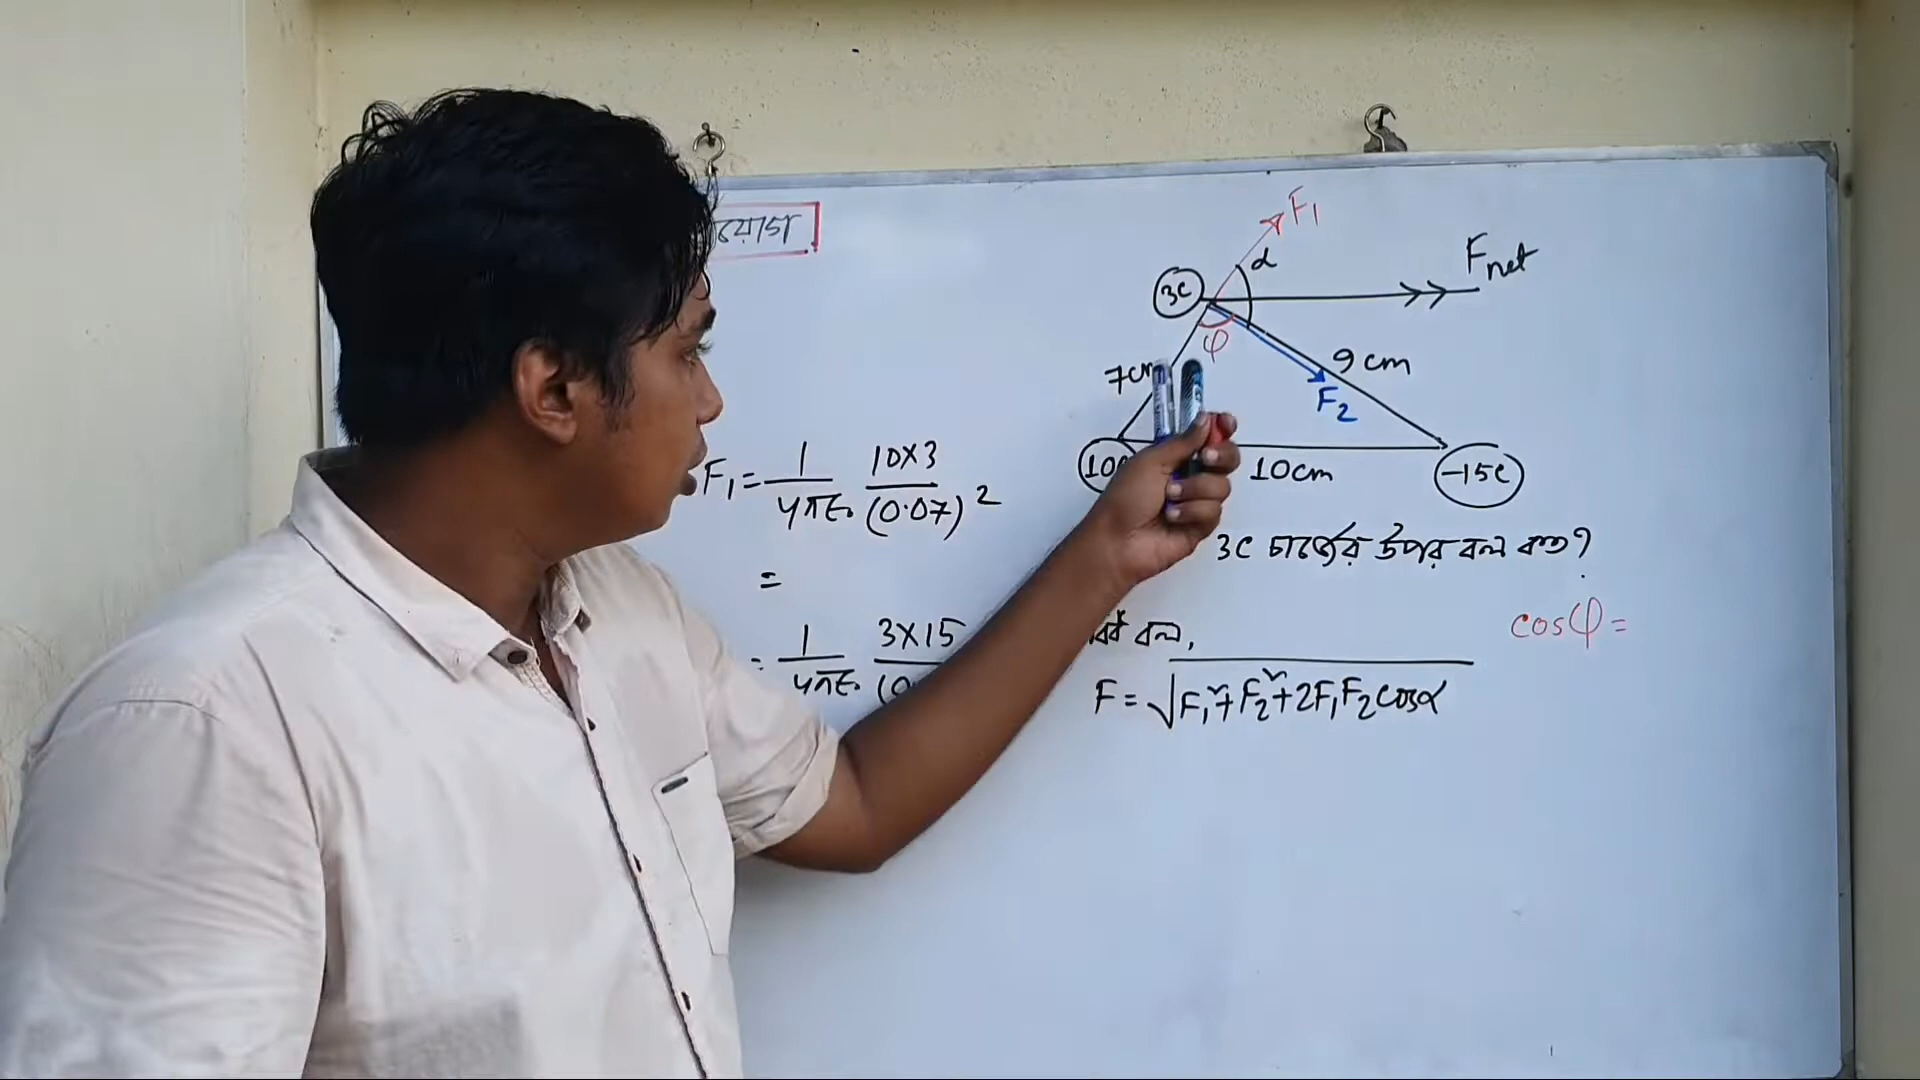 F₁
α
Fnet
3C
φ
7cm
9 cm
F₂
10cm
-15C
F₁ = 1/4πε₀ 10×3/(0.07)²
=
3C চার্জের উপর বল কত?
= 1/4πε₀ 3×15
বল,
cosφ =
F = √F₁² + F₂² + 2F₁F₂cosα